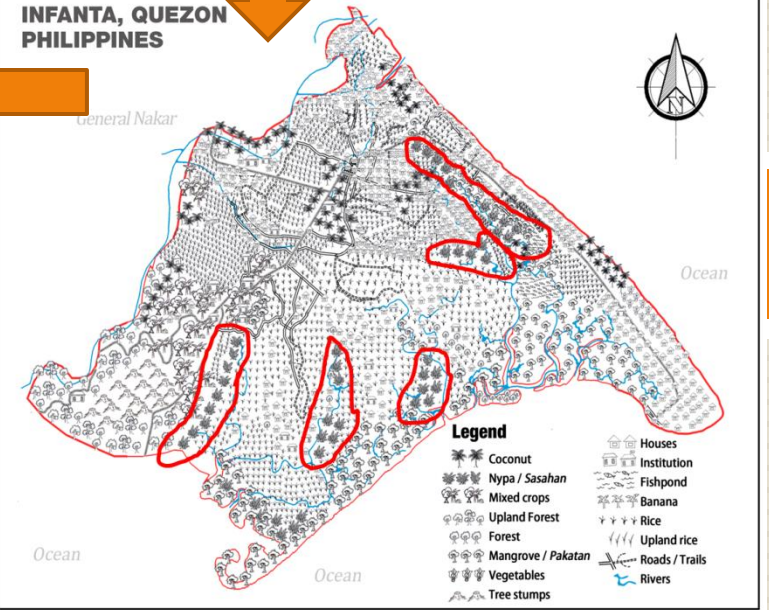 INFANTA, QUEZON
PHILIPPINES
General Nakar
N
Ocean
Ocean
Ocean
Legend
Coconut
Nypa / Sasahan
Mixed crops
Upland Forest
Forest
Mangrove / Pakatan
Vegetables
Tree stumps
Houses
Institution
Fishpond
Banana
Rice
Upland rice
Roads / Trails
Rivers